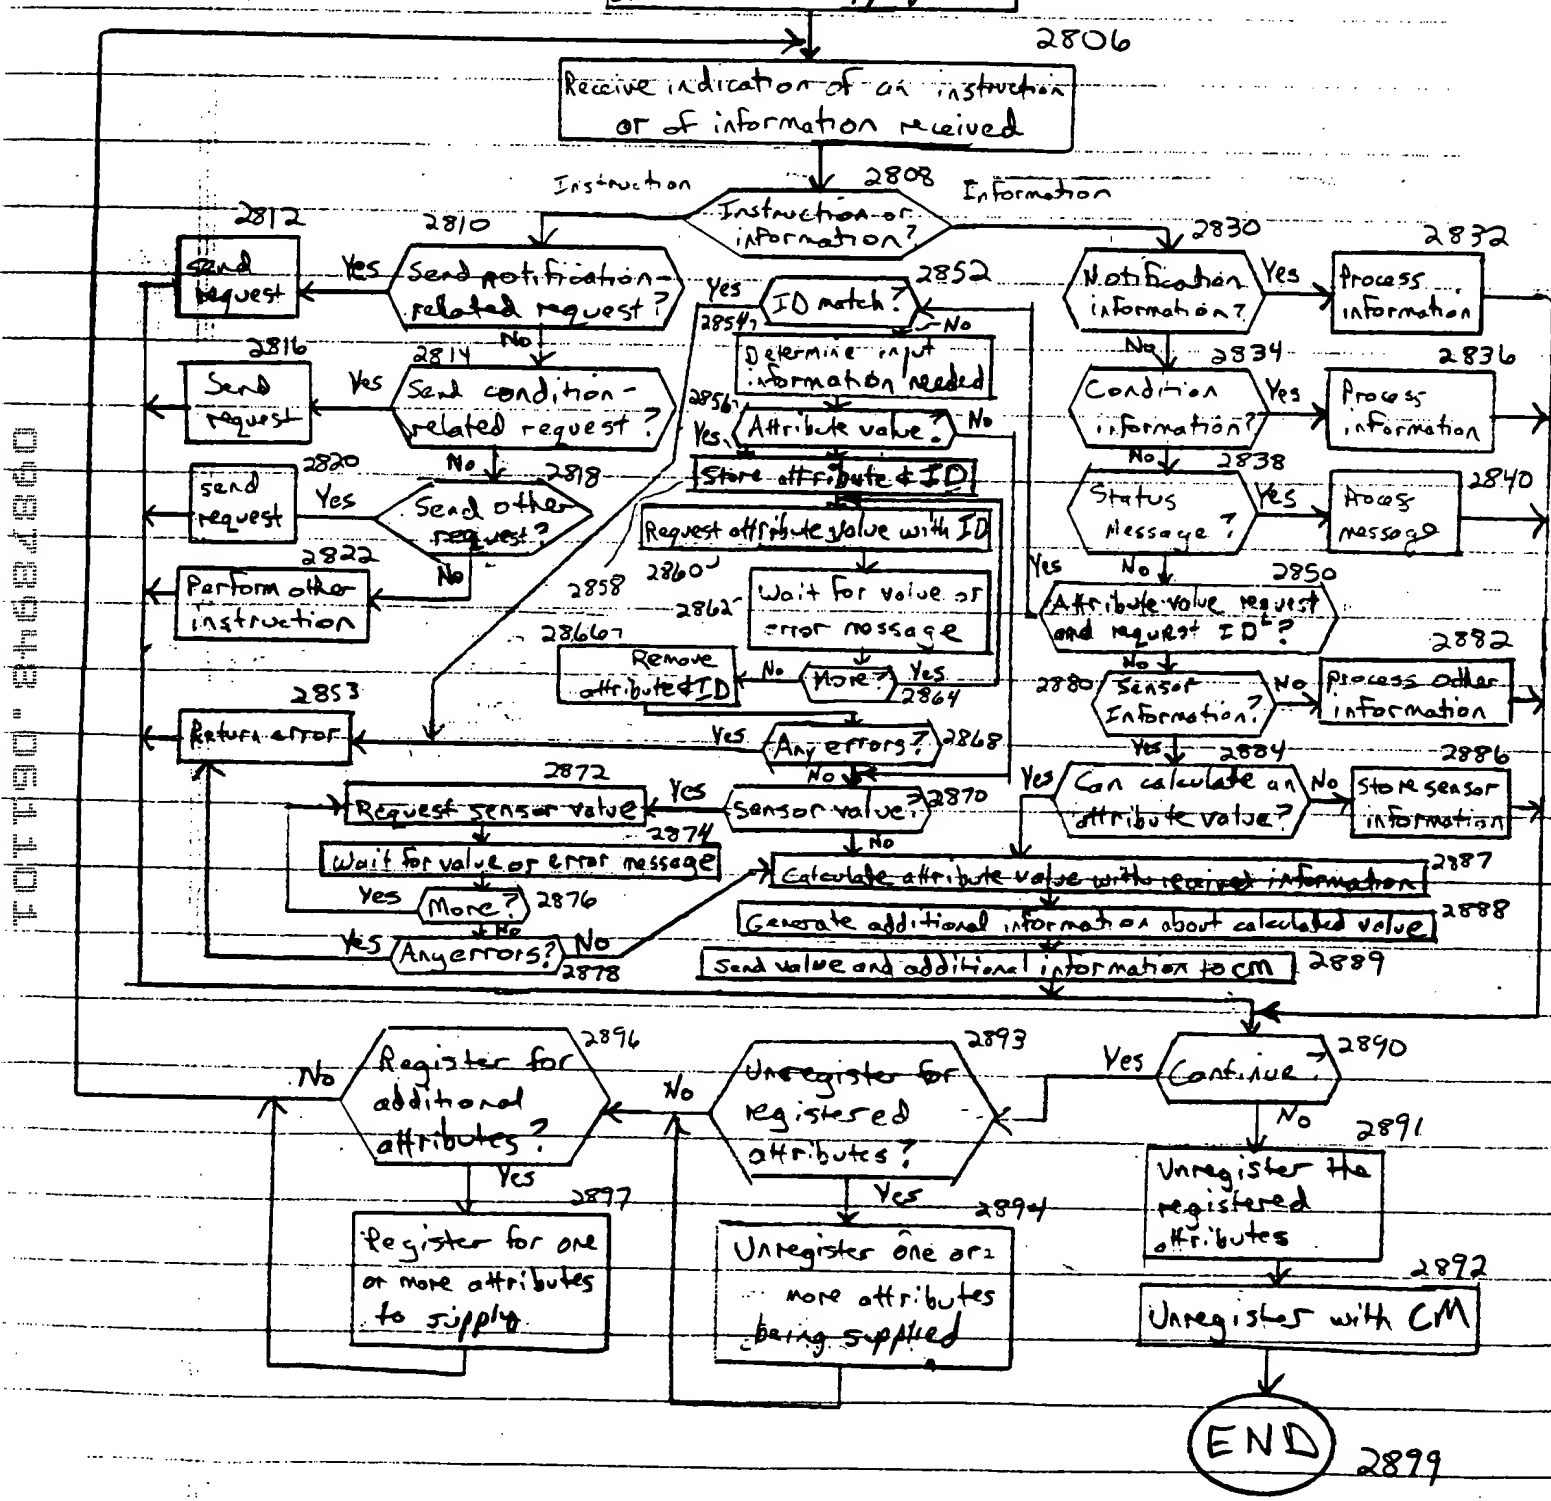 2806
Receive indication of an instruction
or of information received
Instruction
2808
Information
Instruction or
information?
2812
send
request
Yes
2810
Send notification-
related request?
No
2816
Send
request
Yes
2814
Send condition-
related request?
No
2820
send
request
Yes
2818
Send other
request?
No
2822
Perform other
instruction
2852
Yes
ID match?
No
2854
Determine input
information needed
2856
Attribute value?
No
Yes
Store attribute & ID
2858
Request attribute value with ID
2860
2862
Wait for value or
error message
2866
Remove
attribute & ID
No
More?
Yes
2864
2853
Return error
Yes
Any errors?
2868
No
2872
Request sensor value
Yes
Sensor value?
2870
No
2874
Wait for value or error message
Yes
More?
2876
No
Yes
Any errors?
No
2878
2830
Notification
information?
Yes
2832
Process
information
No
2834
Condition
information?
Yes
2836
Process
information
No
2838
Status
Message?
Yes
2840
Process
message
No
Yes
2850
Attribute value request
and request ID?
No
2880
Sensor
Information?
No
2882
Process other
information
Yes
2884
Yes
Can calculate an
attribute value?
No
2886
Store sensor
information
2887
Calculate attribute value with received information
2888
Generate additional information about calculated value
Send value and additional information to CM
2889
2890
Yes
Continue?
No
2891
Unregister the
registered
attributes
2892
Unregister with CM
END
2899
2893
Unregister for
registered
attributes?
No
Yes
2894
Unregister one or
more attributes
being supplied
2896
Register for
additional
attributes?
No
Yes
2897
Register for one
or more attributes
to supply